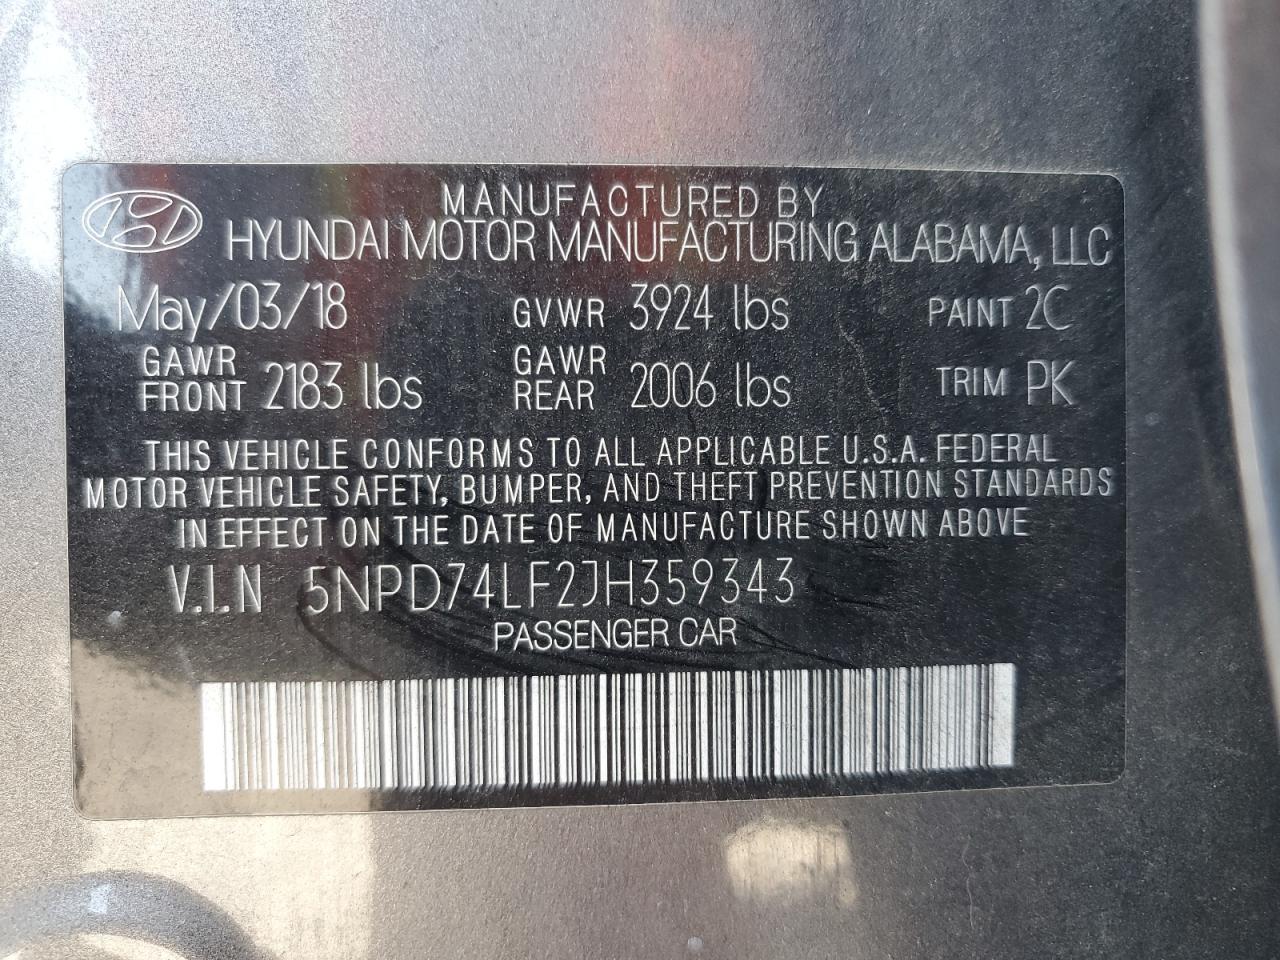 MANUFACTURED BY
HYUNDAI MOTOR MANUFACTURING ALABAMA, LLC
May/03/18 GVWR 3924 lbs PAINT 2C
GAWR FRONT 2183 lbs GAWR REAR 2006 lbs TRIM PK
THIS VEHICLE CONFORMS TO ALL APPLICABLE U.S.A. FEDERAL
MOTOR VEHICLE SAFETY, BUMPER, AND THEFT PREVENTION STANDARDS
IN EFFECT ON THE DATE OF MANUFACTURE SHOWN ABOVE
V.I.N 5NPD74LF2JH359343
PASSENGER CAR